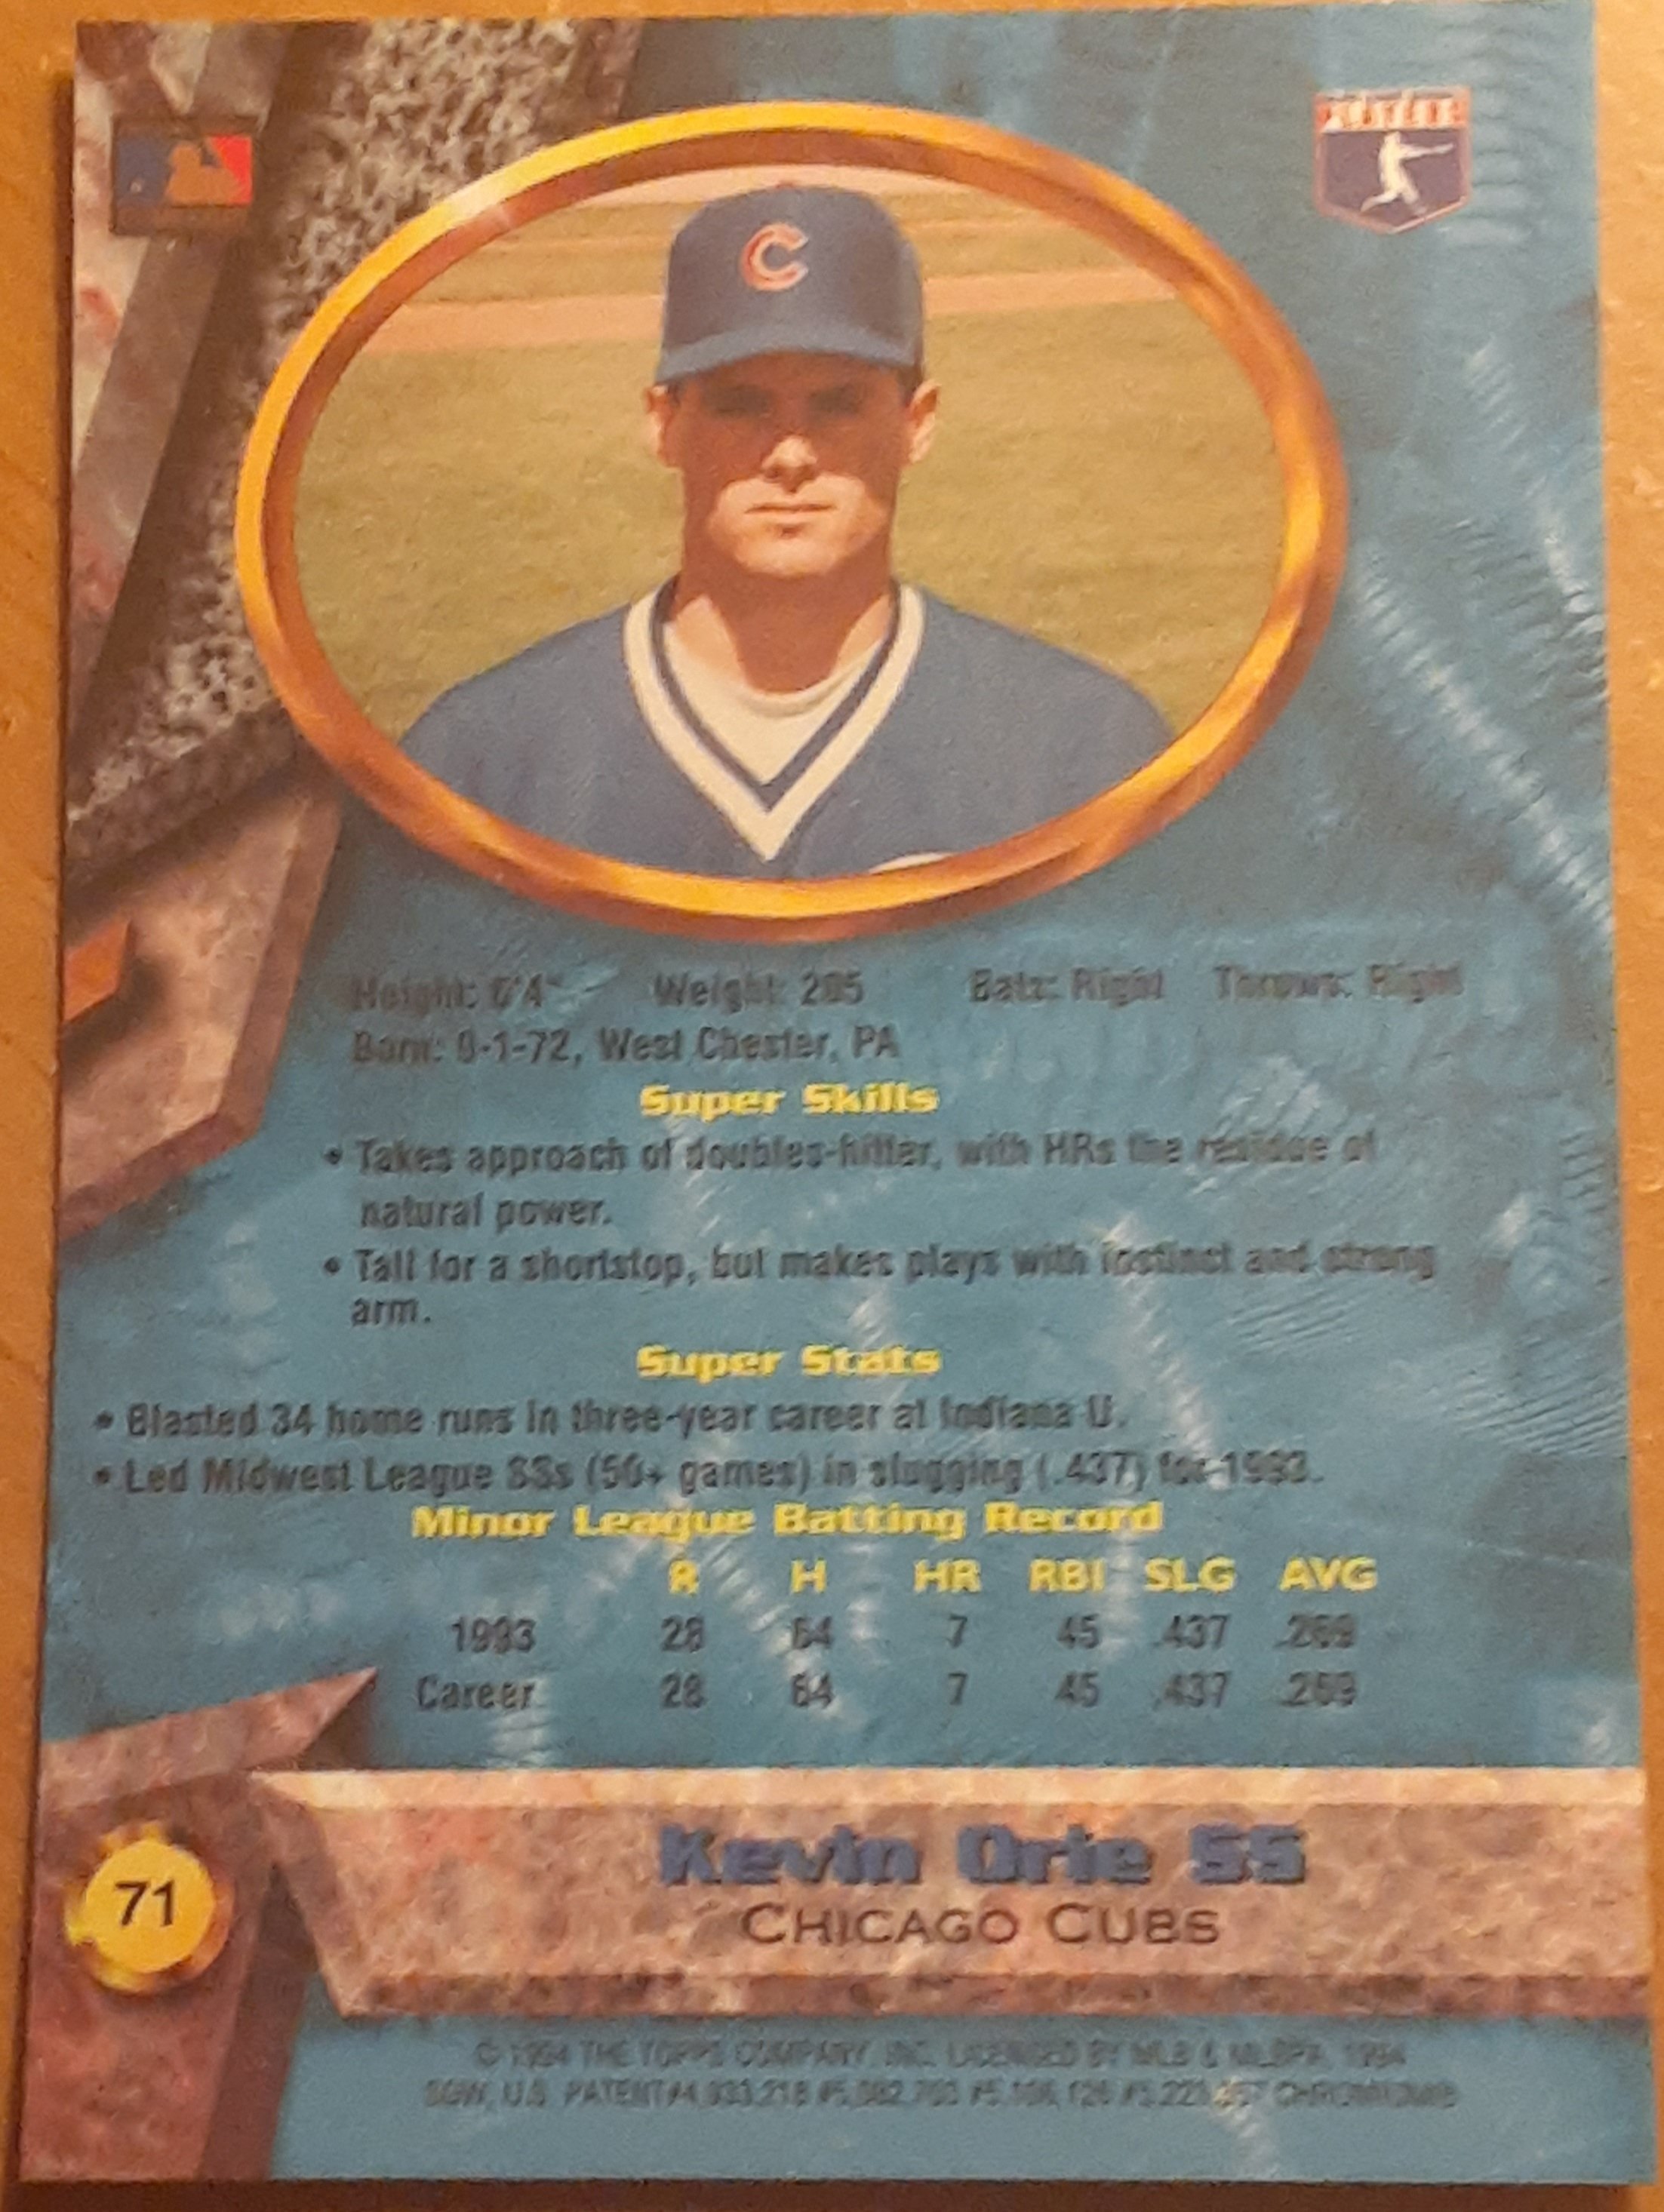 C
Height: 6'4" Weight: 205 Bats: Right Throws: Right
Born: 9-1-72, West Chester, PA
Super Skills
• Takes approach of doubles-hitter, with HRs the residue of
natural power.
• Tall for a shortstop, but makes plays with instinct and strong
arm.
Super Stats
• Blasted 34 home runs in three-year career at Indiana U.
• Led Midwest League SSs (50+ games) in slugging (.437) for 1993.
Minor League Batting Record
R H HR RBI SLG AVG
1993 28 64 7 45 .437 .269
Career 28 64 7 45 .437 .269
Kevin Orie SS
71
CHICAGO CUBS
© 1994 THE TOPPS COMPANY, INC. LICENSED BY MLB & MLBPA, 1994
U.S. PATENT #4,933,218 CHROMIUM®